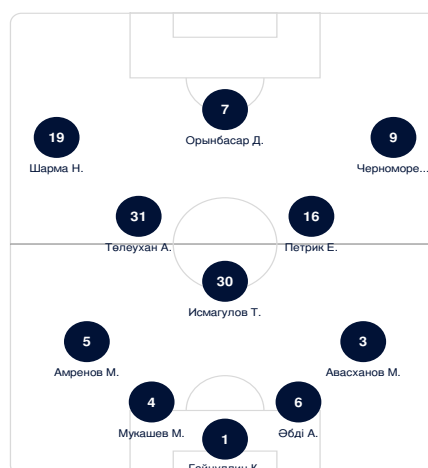 7
Орынбасар Д.
19
Шарма Н.
9
Черноморе...
31
Төлеухан А.
16
Петрик Е.
30
Исмагулов Т.
5
Амренов М.
3
Авасханов М.
4
Мукашев М.
6
Әбді А.
1